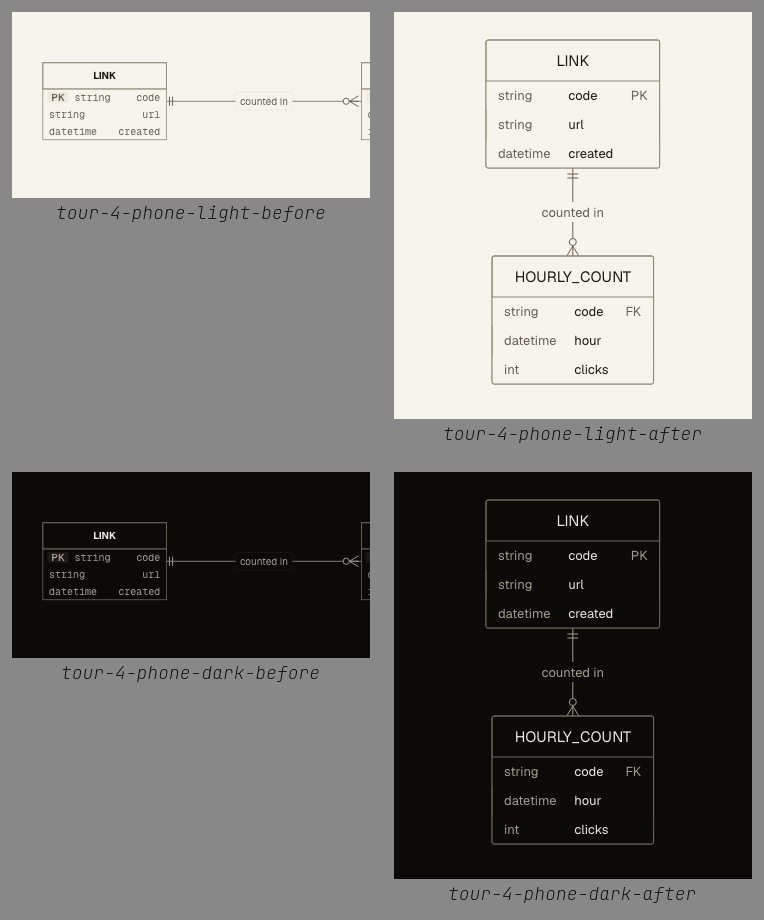 LINK
PK string code
string url
datetime created
counted in
tour-4-phone-light-before
LINK
string code PK
string url
datetime created
counted in
HOURLY_COUNT
string code FK
datetime hour
int clicks
tour-4-phone-light-after
LINK
PK string code
string url
datetime created
counted in
tour-4-phone-dark-before
LINK
string code PK
string url
datetime created
counted in
HOURLY_COUNT
string code FK
datetime hour
int clicks
tour-4-phone-dark-after